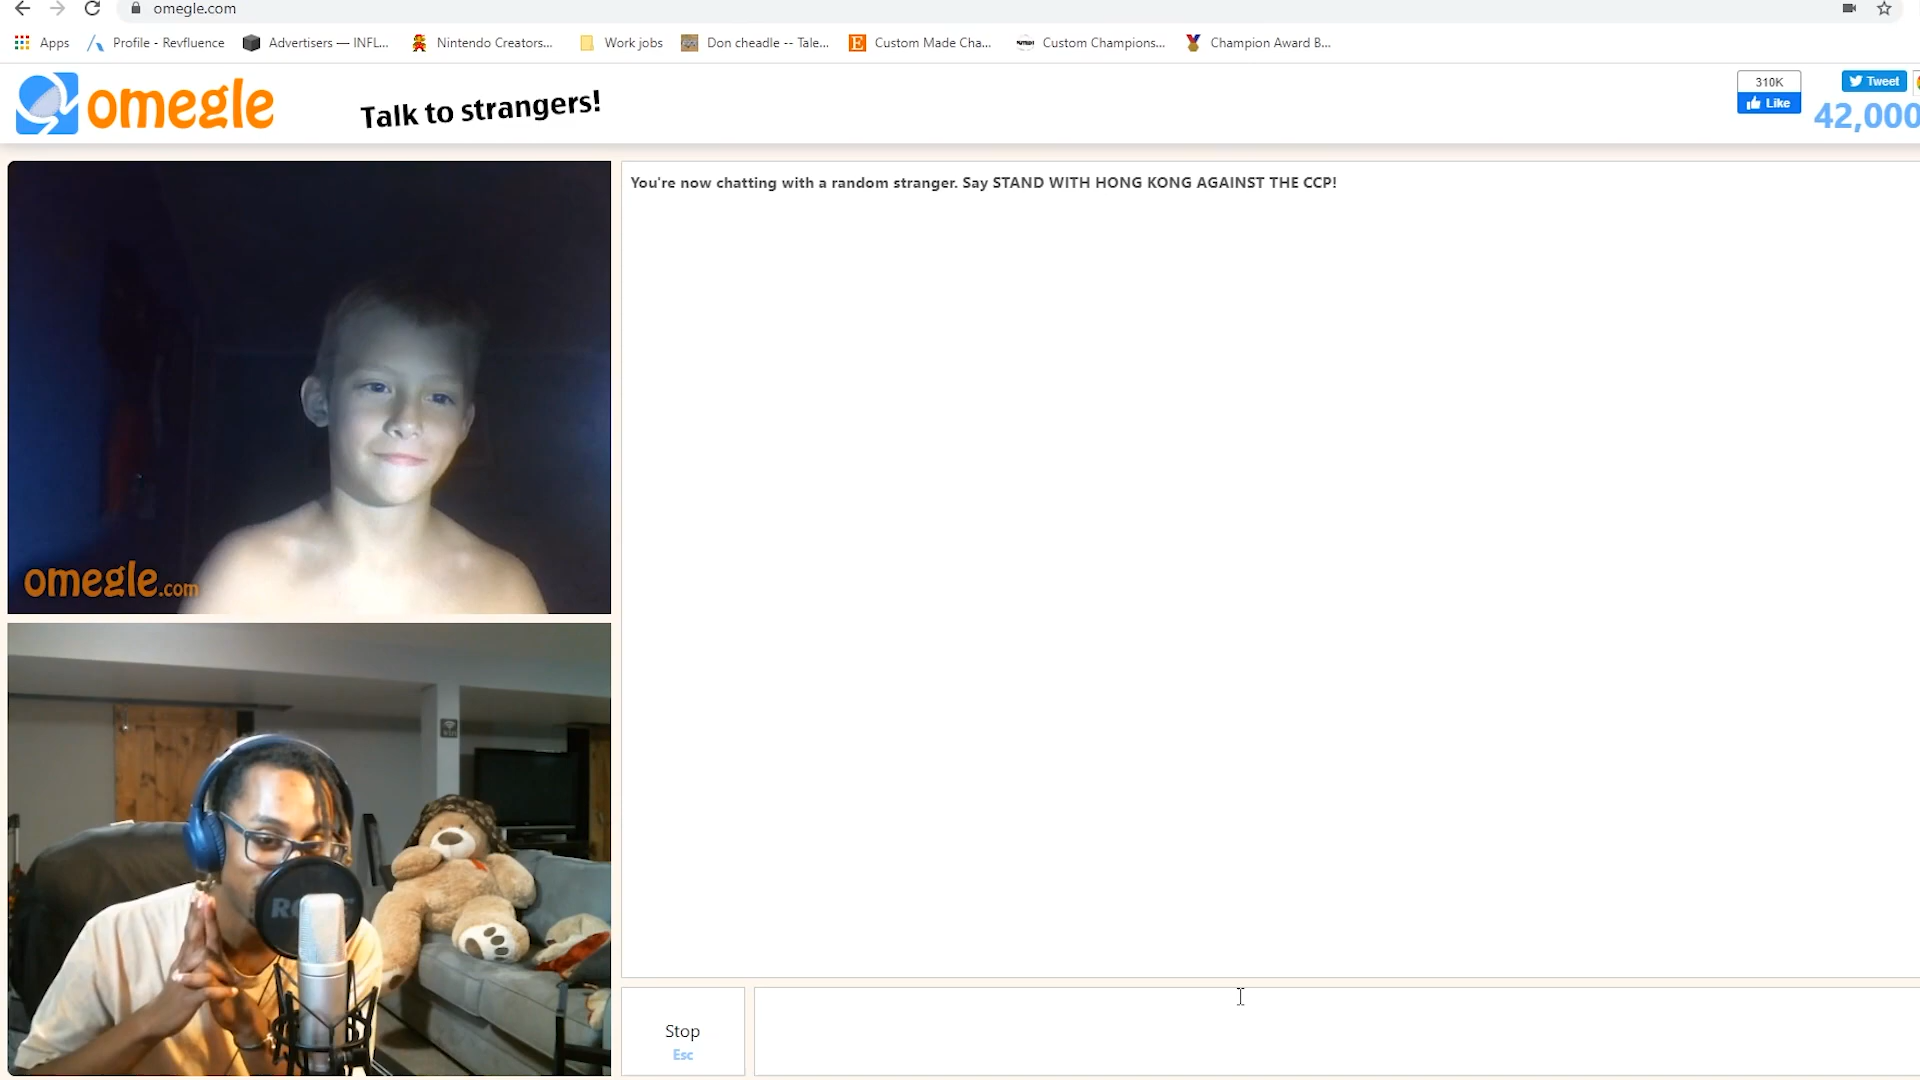 omegle.com
Apps
Profile - Revfluence
Advertisers — INFL...
Nintendo Creators...
Work jobs
Don cheadle -- Tale...
Custom Made Cha...
Custom Champions...
Champion Award B...
omegle
Talk to strangers!
310K
Like
Tweet
42,000
You're now chatting with a random stranger. Say STAND WITH HONG KONG AGAINST THE CCP!
omegle.com
Stop
Esc